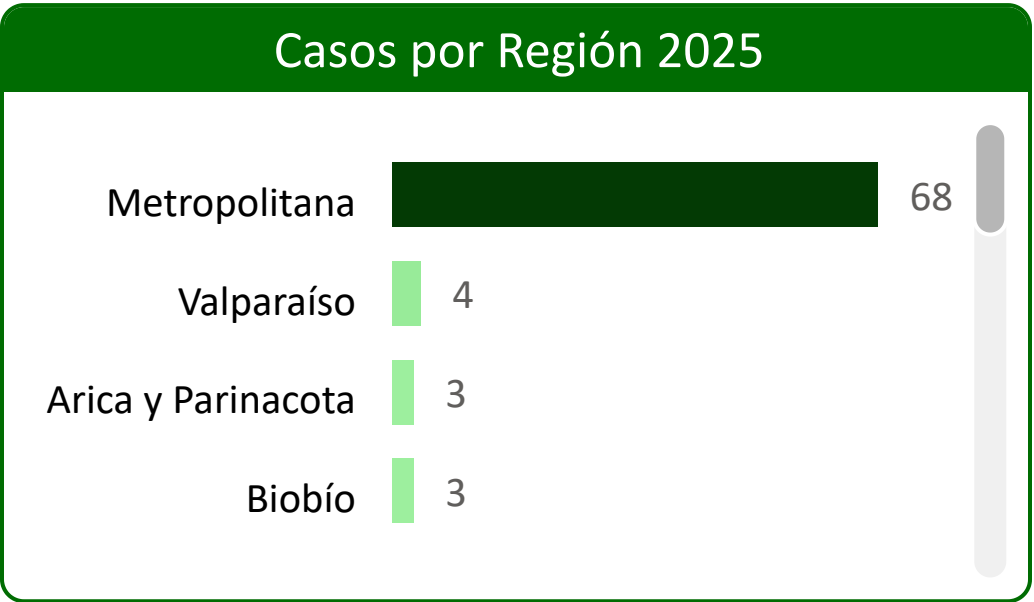 Casos por Región 2025
Metropolitana 68
Valparaíso 4
Arica y Parinacota 3
Biobío 3